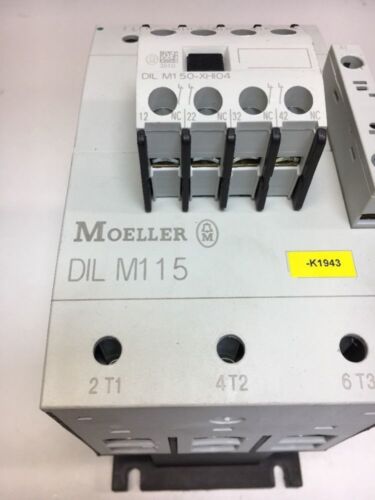 DIL M150-XHI04
12 NC 22 NC 32 NC 42 NC
MOELLER
DIL M115
-K1943
2 T1 4 T2 6 T3